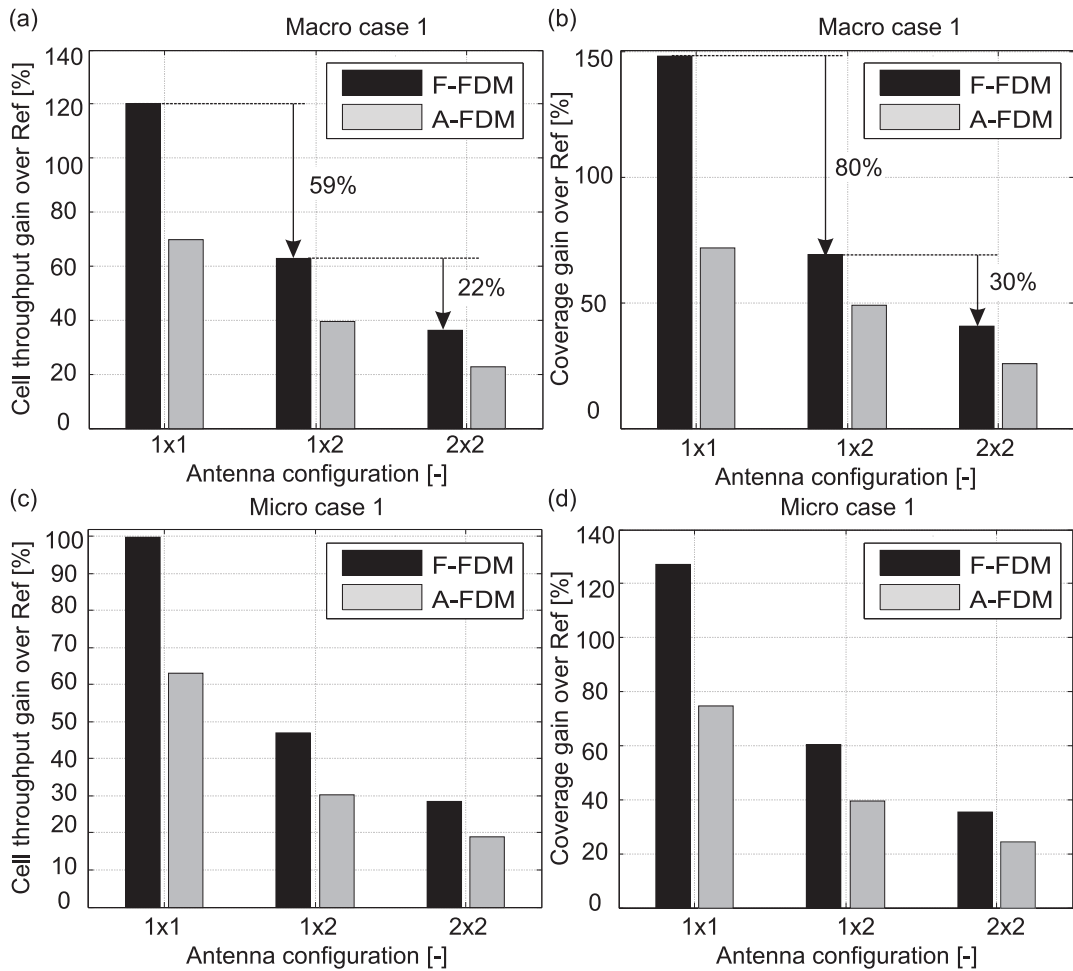 (a)
Macro case 1
Cell throughput gain over Ref [%]
140
120
100
80
60
40
20
0
F-FDM
A-FDM
59%
22%
1x1
1x2
2x2
Antenna configuration [-]
(b)
Macro case 1
Coverage gain over Ref [%]
150
100
50
0
F-FDM
A-FDM
80%
30%
1x1
1x2
2x2
Antenna configuration [-]
(c)
Micro case 1
Cell throughput gain over Ref [%]
100
90
80
70
60
50
40
30
20
10
0
F-FDM
A-FDM
1x1
1x2
2x2
Antenna configuration [-]
(d)
Micro case 1
Coverage gain over Ref [%]
140
120
100
80
60
40
20
0
F-FDM
A-FDM
1x1
1x2
2x2
Antenna configuration [-]